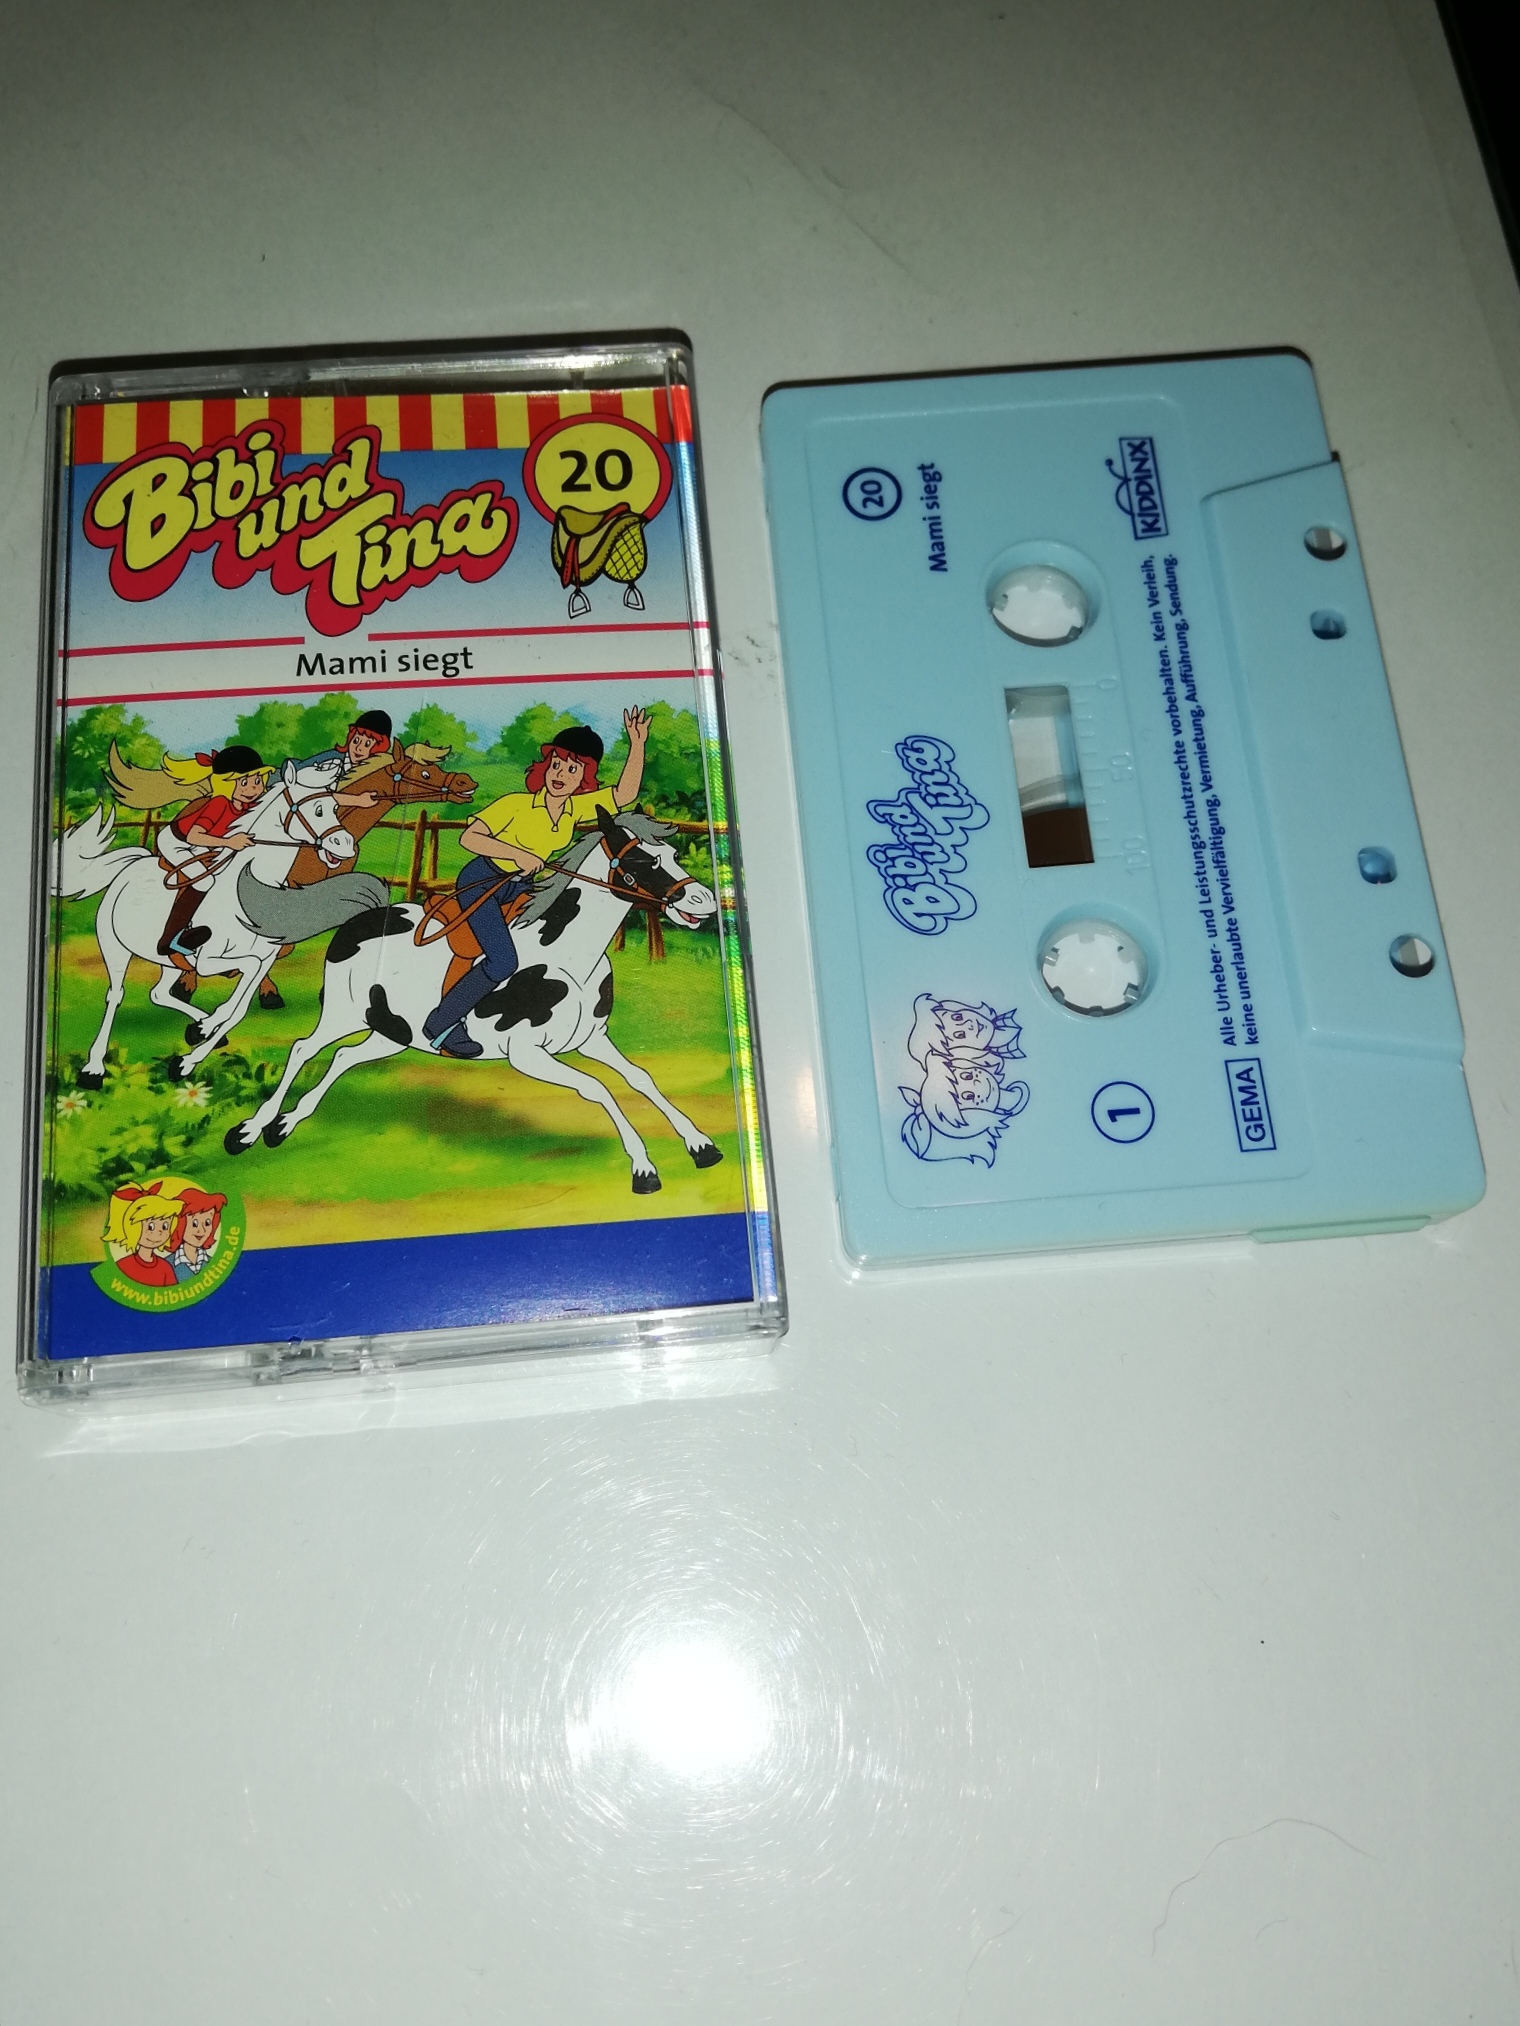 Bibi
und
Tina
20
Mami siegt
www.bibiundtina.de
20
Mami siegt
KIDDINX
Bibi und Tina
0
50
100
1
GEMA
Alle Urheber- und Leistungsschutzrechte vorbehalten. Kein Verleih,
keine unerlaubte Vervielfältigung, Vermietung, Aufführung, Sendung.